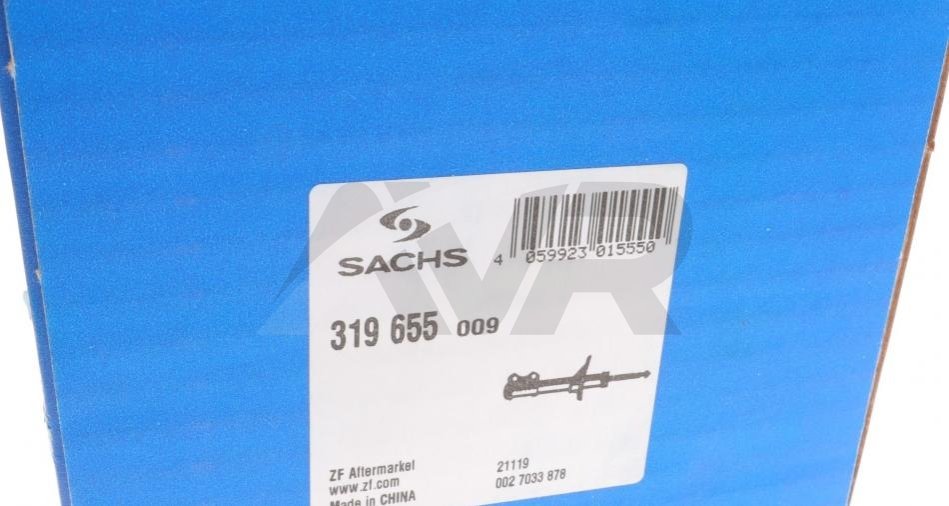 SACHS
4 059923 015550
319 655 009
ZF Aftermarket
www.zf.com
Made in CHINA
21119
002 7033 878
AVR